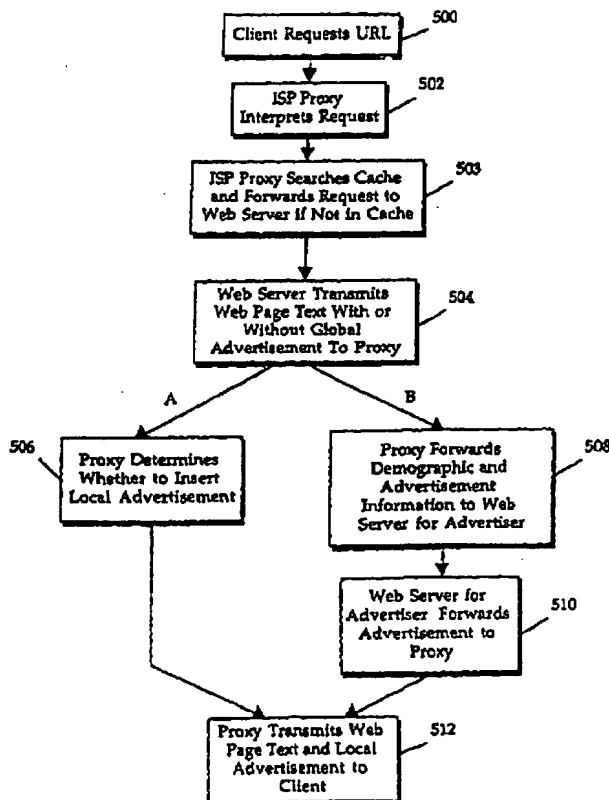 Client Requests URL
500
ISP Proxy
Interprets Request
502
ISP Proxy Searches Cache
and Forwards Request to
Web Server if Not in Cache
503
Web Server Transmits
Web Page Text With or
Without Global
Advertisement To Proxy
504
A
B
506
Proxy Determines
Whether to Insert
Local Advertisement
Proxy Forwards
Demographic and
Advertisement
Information to Web
Server for Advertiser
508
Web Server for
Advertiser Forwards
Advertisement to
Proxy
510
Proxy Transmits Web
Page Text and Local
Advertisement to
Client
512